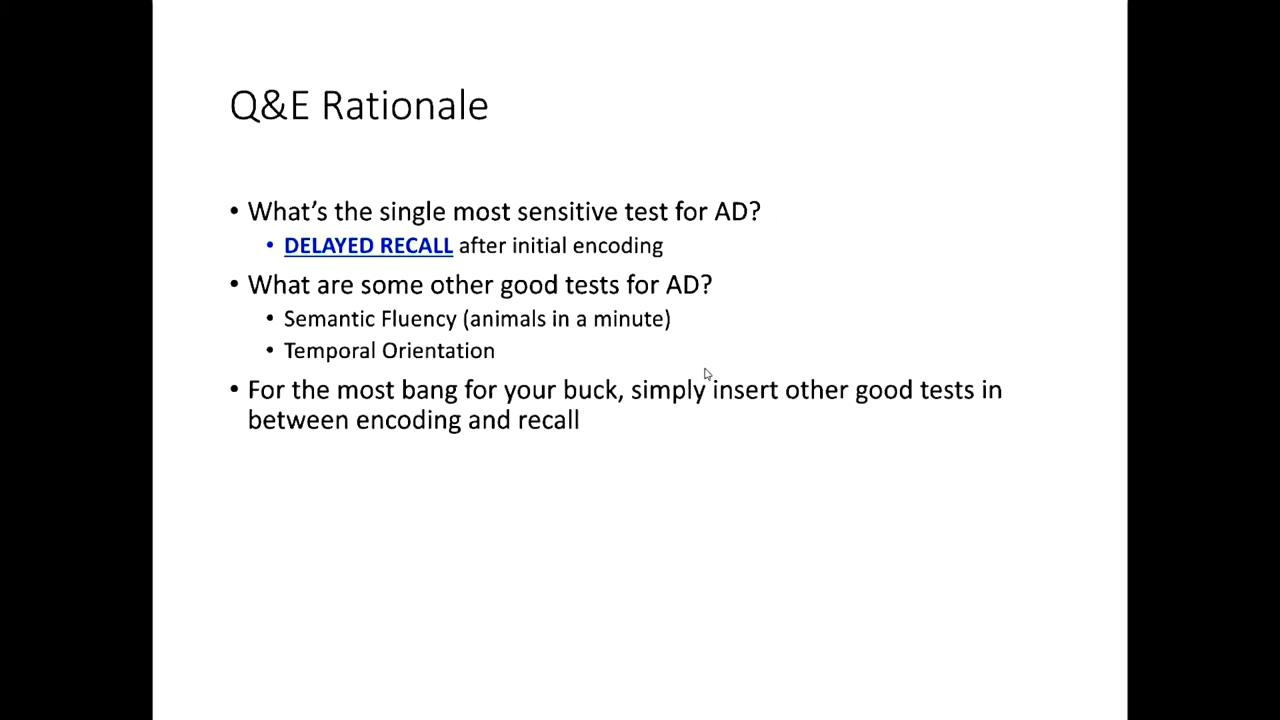 Q&E Rationale
• What's the single most sensitive test for AD?
• DELAYED RECALL after initial encoding
• What are some other good tests for AD?
• Semantic Fluency (animals in a minute)
• Temporal Orientation
• For the most bang for your buck, simply insert other good tests in
between encoding and recall